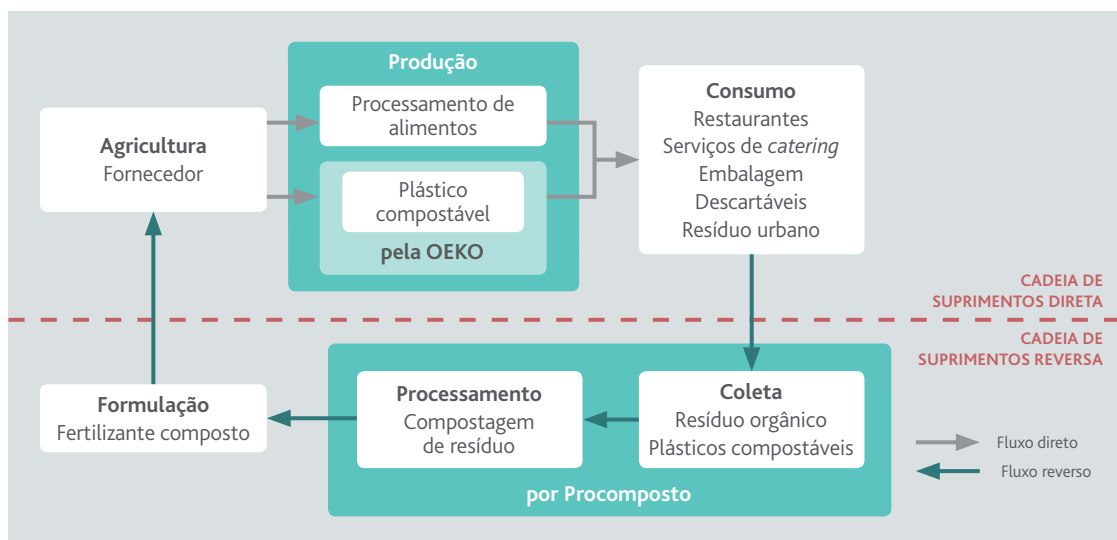 Produção
Processamento de
alimentos
Plástico
compostável
pela OEKO
Agricultura
Fornecedor
Consumo
Restaurantes
Serviços de catering
Embalagem
Descartáveis
Resíduo urbano
CADEIA DE
SUPRIMENTOS DIRETA
CADEIA DE
SUPRIMENTOS REVERSA
Formulação
Fertilizante composto
Processamento
Compostagem
de resíduo
Coleta
Resíduo orgânico
Plásticos compostáveis
por Procomposto
Fluxo direto
Fluxo reverso